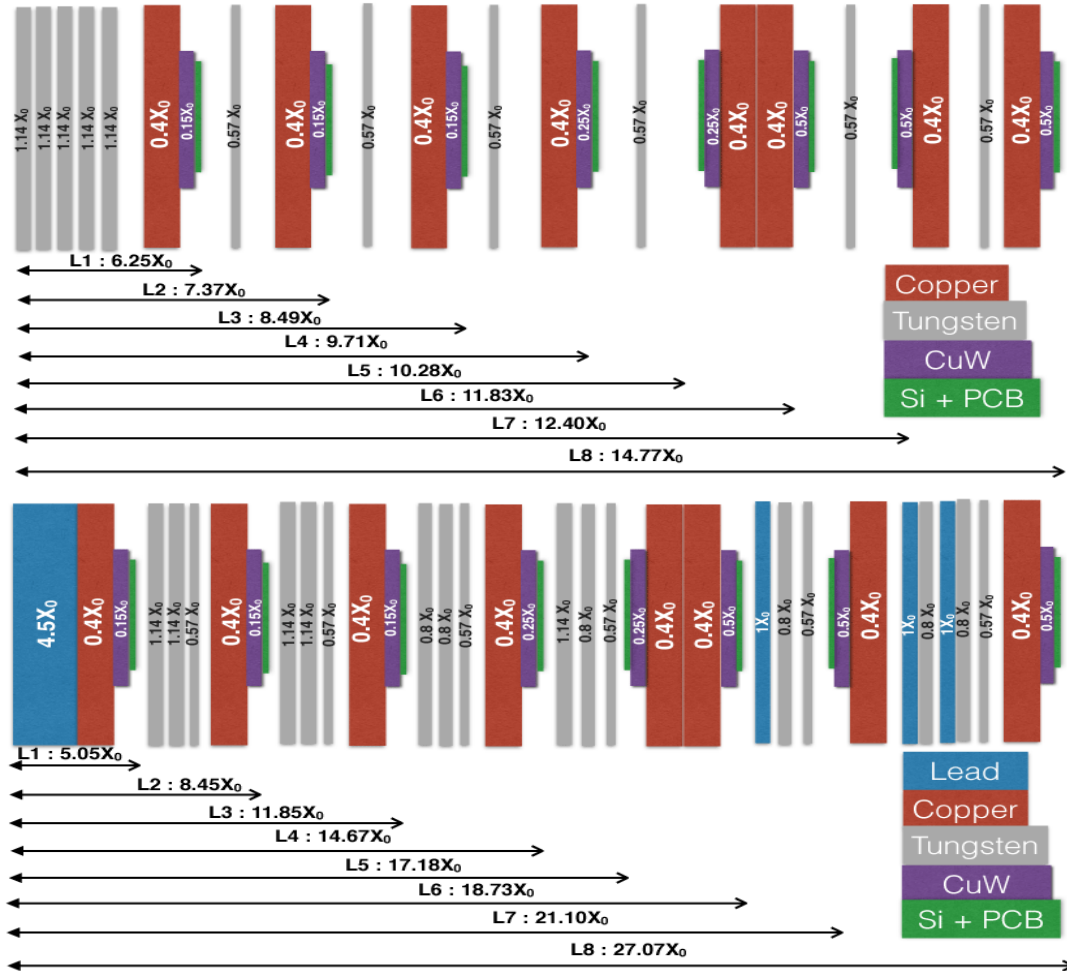 1.14 X₀
1.14 X₀
1.14 X₀
1.14 X₀
1.14 X₀
0.4X₀
0.15X₀
0.57 X₀
0.4X₀
0.15X₀
0.57 X₀
0.4X₀
0.15X₀
0.57 X₀
0.4X₀
0.25X₀
0.57 X₀
0.25X₀
0.4X₀
0.4X₀
0.5X₀
0.57 X₀
0.5X₀
0.4X₀
0.57 X₀
0.4X₀
0.5X₀
L1 : 6.25X₀
L2 : 7.37X₀
L3 : 8.49X₀
L4 : 9.71X₀
L5 : 10.28X₀
L6 : 11.83X₀
L7 : 12.40X₀
L8 : 14.77X₀
Copper
Tungsten
CuW
Si + PCB
4.5X₀
0.4X₀
0.15X₀
1.14 X₀
1.14 X₀
0.57 X₀
0.4X₀
0.15X₀
1.14 X₀
1.14 X₀
0.57 X₀
0.4X₀
0.15X₀
0.8 X₀
0.8 X₀
0.57 X₀
0.4X₀
0.25X₀
1.14 X₀
0.8 X₀
0.57 X₀
0.25X₀
0.4X₀
0.4X₀
0.5X₀
1X₀
0.8 X₀
0.57 X₀
0.5X₀
0.4X₀
1X₀
0.8 X₀
1X₀
0.8 X₀
0.57 X₀
0.4X₀
0.5X₀
L1 : 5.05X₀
L2 : 8.45X₀
L3 : 11.85X₀
L4 : 14.67X₀
L5 : 17.18X₀
L6 : 18.73X₀
L7 : 21.10X₀
L8 : 27.07X₀
Lead
Copper
Tungsten
CuW
Si + PCB